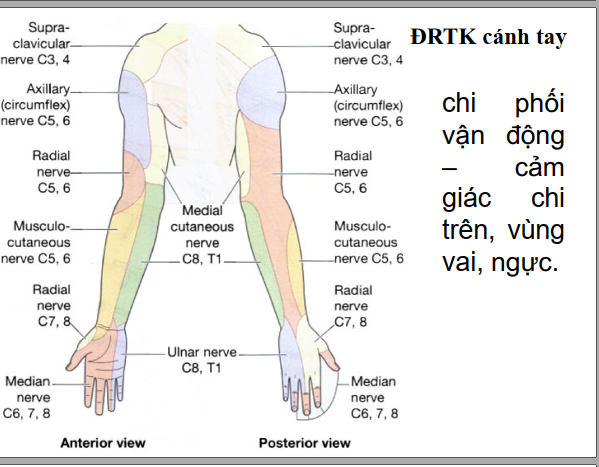 Supra-
clavicular
nerve C3, 4
Axillary
(circumflex)
nerve C5, 6
Radial
nerve
C5, 6
Musculo-
cutaneous
nerve C5, 6
Radial
nerve
C7, 8
Median
nerve
C6, 7, 8
Medial
cutaneous
nerve
C8, T1
Ulnar nerve
C8, T1
Supra-
clavicular
nerve C3, 4
Axillary
(circumflex)
nerve C5, 6
Radial
nerve
C5, 6
Musculo-
cutaneous
nerve C5, 6
Radial
nerve
C7, 8
Median
nerve
C6, 7, 8
Anterior view
Posterior view
ĐRTK cánh tay
chi phối
vận động
– cảm
giác chi
trên, vùng
vai, ngực.